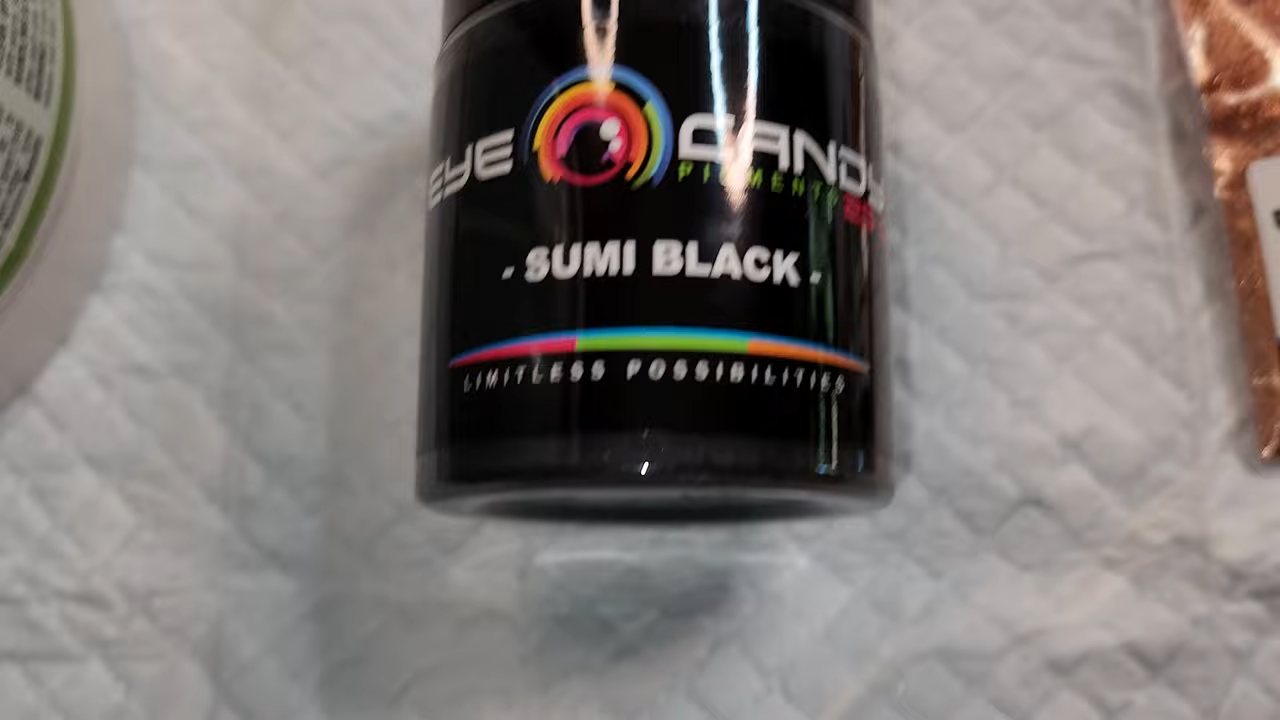 EYE CANDY
PIGMENTS
- SUMI BLACK -
LIMITLESS POSSIBILITIES